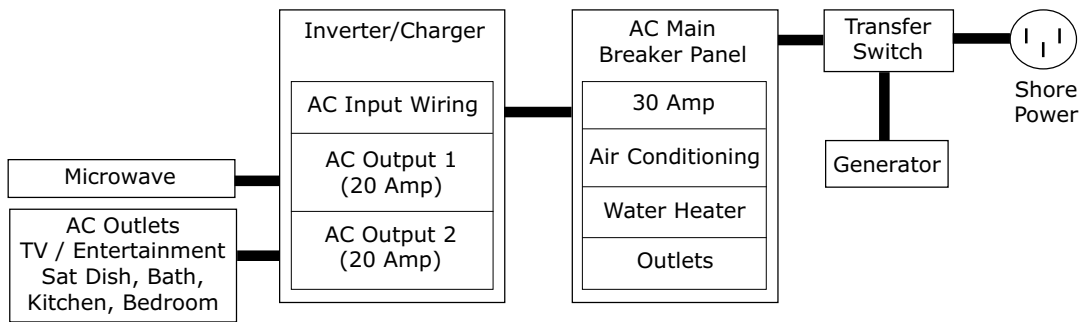 Inverter/Charger
AC Input Wiring
AC Output 1
(20 Amp)
AC Output 2
(20 Amp)
Microwave
AC Outlets
TV / Entertainment
Sat Dish, Bath,
Kitchen, Bedroom
AC Main
Breaker Panel
30 Amp
Air Conditioning
Water Heater
Outlets
Transfer
Switch
Generator
Shore
Power